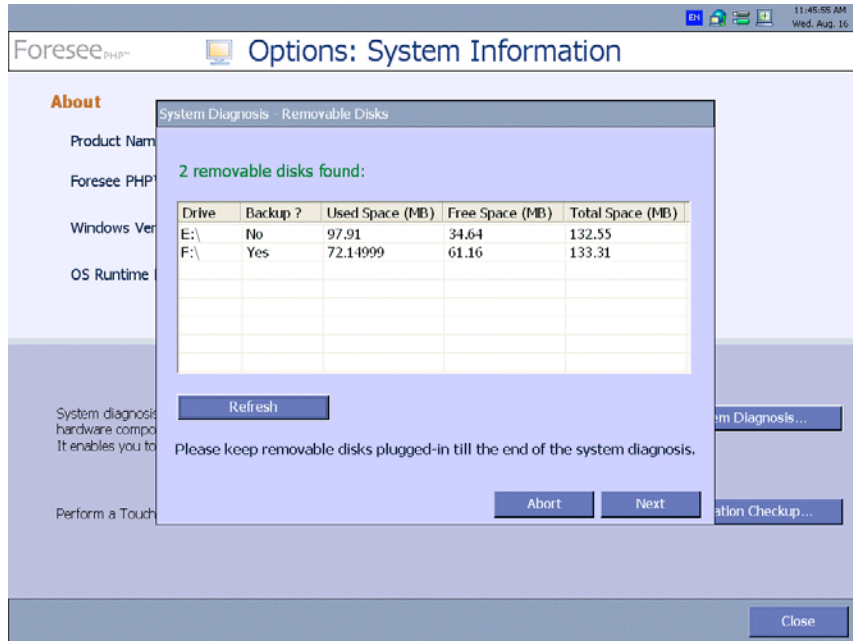 EN
11:45:55 AM
Wed. Aug. 16
Foresee PHP™
Options: System Information
About
System Diagnosis - Removable Disks
Product Nam
2 removable disks found:
Foresee PHP
Drive Backup ? Used Space (MB) Free Space (MB) Total Space (MB)
Windows Ver
E:\ No 97.91 34.64 132.55
F:\ Yes 72.14999 61.16 133.31
OS Runtime
Refresh
System diagnosis
hardware compo
It enables you to
em Diagnosis...
Please keep removable disks plugged-in till the end of the system diagnosis.
Abort Next
Perform a Touch
ation Checkup...
Close